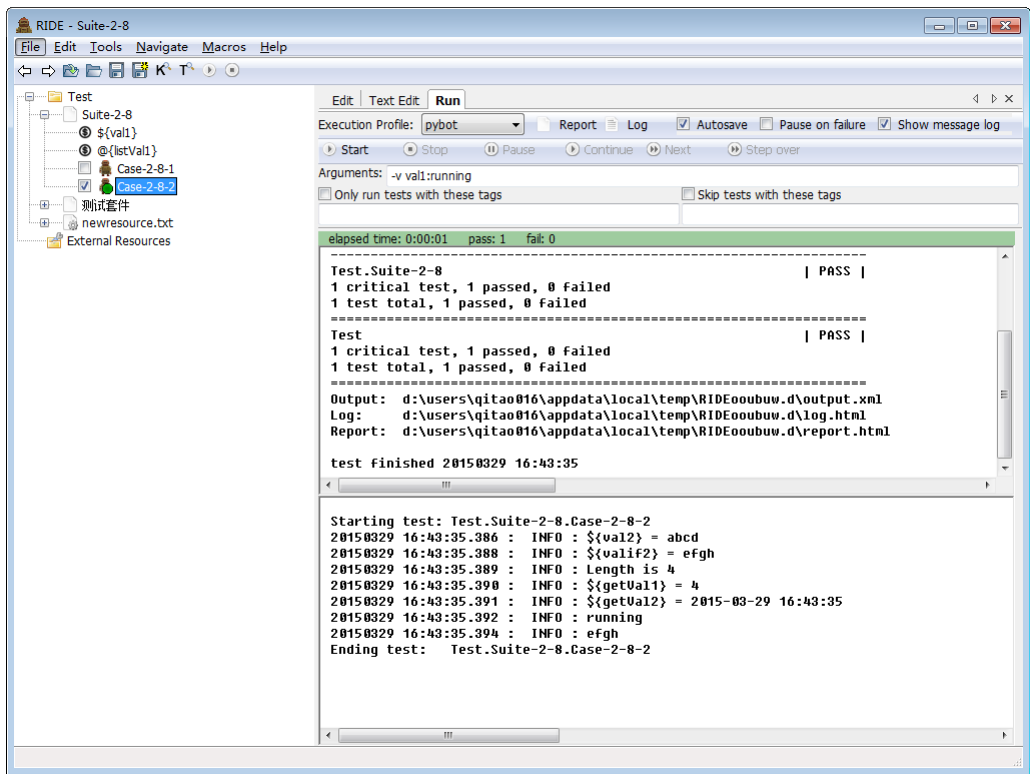 RIDE - Suite-2-8
File Edit Tools Navigate Macros Help
Test
Suite-2-8
${val1}
@{listVal1}
Case-2-8-1
Case-2-8-2
测试套件
newresource.txt
External Resources
Edit Text Edit Run
Execution Profile: pybot Report Log Autosave Pause on failure Show message log
Start Stop Pause Continue Next Step over
Arguments: -v val1:running
Only run tests with these tags Skip tests with these tags
elapsed time: 0:00:01 pass: 1 fail: 0
------------------------------------------------------------------------------
Test.Suite-2-8 | PASS |
1 critical test, 1 passed, 0 failed
1 test total, 1 passed, 0 failed
==============================================================================
Test | PASS |
1 critical test, 1 passed, 0 failed
1 test total, 1 passed, 0 failed
==============================================================================
Output: d:\users\qitao016\appdata\local\temp\RIDEooubuw.d\output.xml
Log: d:\users\qitao016\appdata\local\temp\RIDEooubuw.d\log.html
Report: d:\users\qitao016\appdata\local\temp\RIDEooubuw.d\report.html
test finished 20150329 16:43:35
Starting test: Test.Suite-2-8.Case-2-8-2
20150329 16:43:35.386 : INFO : ${val2} = abcd
20150329 16:43:35.388 : INFO : ${valif2} = efgh
20150329 16:43:35.389 : INFO : Length is 4
20150329 16:43:35.390 : INFO : ${getVal1} = 4
20150329 16:43:35.391 : INFO : ${getVal2} = 2015-03-29 16:43:35
20150329 16:43:35.392 : INFO : running
20150329 16:43:35.394 : INFO : efgh
Ending test: Test.Suite-2-8.Case-2-8-2